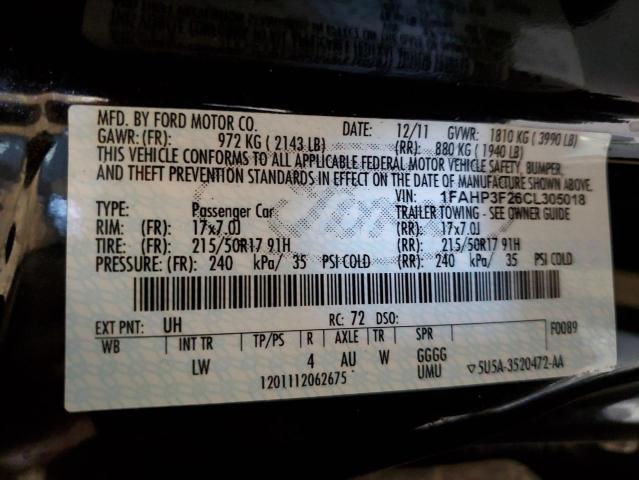 MFD. BY FORD MOTOR CO. DATE: 12/11 GVWR: 1810 KG ( 3990 LB)
GAWR: (FR): 972 KG ( 2143 LB) (RR): 880 KG ( 1940 LB)
THIS VEHICLE CONFORMS TO ALL APPLICABLE FEDERAL MOTOR VEHICLE SAFETY, BUMPER,
AND THEFT PREVENTION STANDARDS IN EFFECT ON THE DATE OF MANUFACTURE SHOWN ABOVE.
VIN: 1FAHP3F26CL305018
TYPE: Passenger Car TRAILER TOWING - SEE OWNER GUIDE
RIM: (FR): 17x7.0J (RR): 17x7.0J
TIRE: (FR): 215/50R17 91H (RR): 215/50R17 91H
PRESSURE: (FR): 240 kPa/ 35 PSI COLD (RR): 240 kPa/ 35 PSI COLD
EXT PNT: UH RC: 72 DSO: F0089
WB INT TR TP/PS R AXLE TR SPR
LW 4 AU W GGGG
UMU
1201112062675 ▽5U5A-3520472-AA